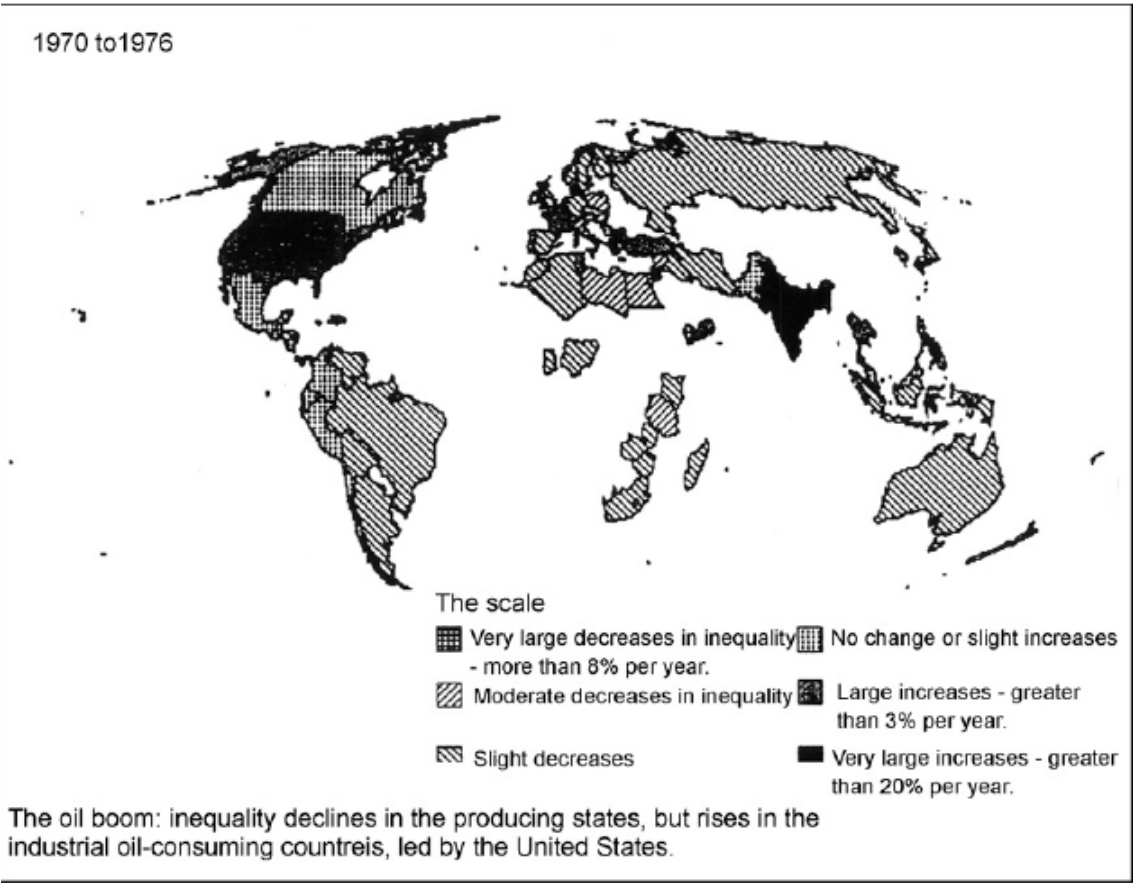 1970 to1976
The scale
Very large decreases in inequality
- more than 8% per year.
Moderate decreases in inequality
Slight decreases
No change or slight increases
Large increases - greater
than 3% per year.
Very large increases - greater
than 20% per year.
The oil boom: inequality declines in the producing states, but rises in the
industrial oil-consuming countreis, led by the United States.